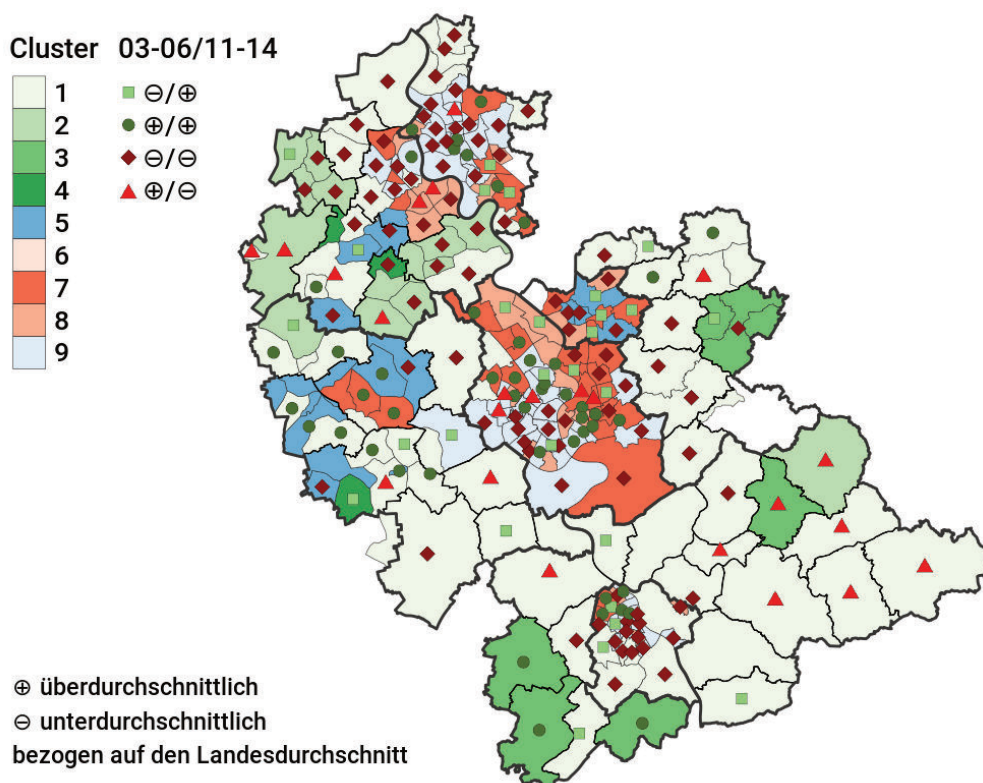 Cluster 03-06/11-14
1 ⊖/⊕
2 ⊕/⊕
3 ⊖/⊖
4 ⊕/⊖
5
6
7
8
9
⊕ überdurchschnittlich
⊖ unterdurchschnittlich
bezogen auf den Landesdurchschnitt